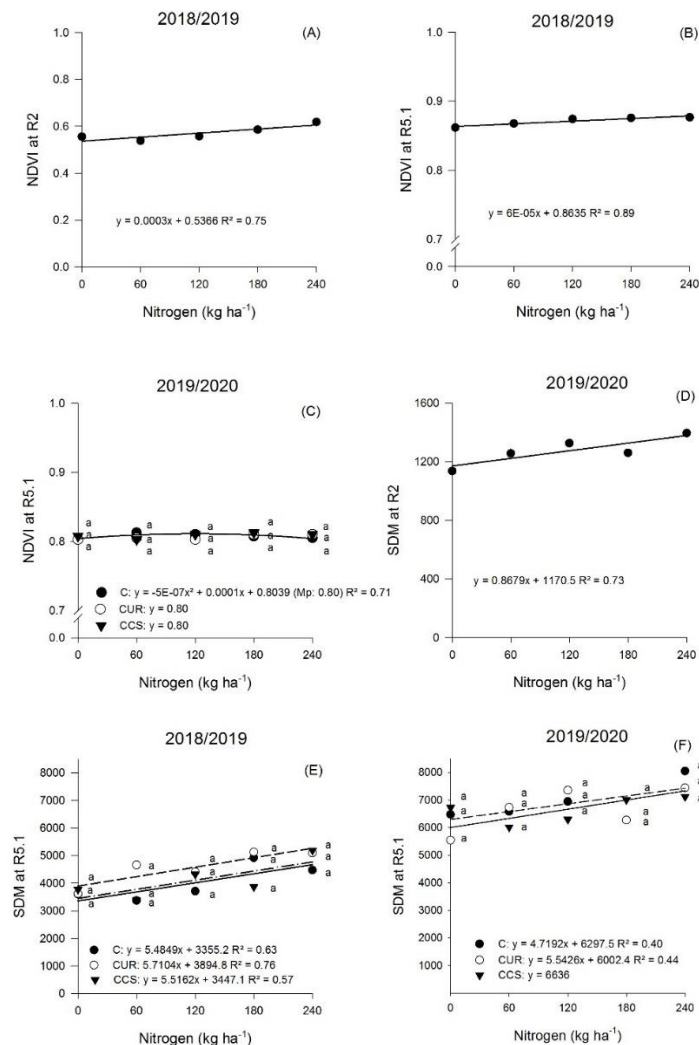 2018/2019
(A)
NDVI at R2
1.0
0.8
0.6
0.4
0.2
0.0
y = 0.0003x + 0.5366 R² = 0.75
0 60 120 180 240
Nitrogen (kg ha⁻¹)
2018/2019
(B)
NDVI at R5.1
1.0
0.9
0.8
0.7
0.0
y = 6E-05x + 0.8635 R² = 0.89
0 60 120 180 240
Nitrogen (kg ha⁻¹)
2019/2020
(C)
NDVI at R5.1
1.0
0.9
0.8
0.7
0.0
a a a a a
a a a a a
a a a a a
C: y = -5E-07x² + 0.0001x + 0.8039 (Mp: 0.80) R² = 0.71
CUR: y = 0.80
CCS: y = 0.80
0 60 120 180 240
Nitrogen (kg ha⁻¹)
2019/2020
(D)
SDM at R2
1600
1200
800
400
0
y = 0.8679x + 1170.5 R² = 0.73
0 60 120 180 240
Nitrogen (kg ha⁻¹)
2018/2019
(E)
SDM at R5.1
8000
7000
6000
5000
4000
3000
2000
1000
0
a a a a a
a a a a a
a a a a a
C: y = 5.4849x + 3355.2 R² = 0.63
CUR: 5.7104x + 3894.8 R² = 0.76
CCS: y = 5.5162x + 3447.1 R² = 0.57
0 60 120 180 240
Nitrogen (kg ha⁻¹)
2019/2020
(F)
SDM at R5.1
8000
7000
6000
5000
4000
3000
2000
1000
0
a a a a a
a a a a a
a a a a a
C: y = 4.7192x + 6297.5 R² = 0.40
CUR: y = 5.5426x + 6002.4 R² = 0.44
CCS: y = 6636
0 60 120 180 240
Nitrogen (kg ha⁻¹)